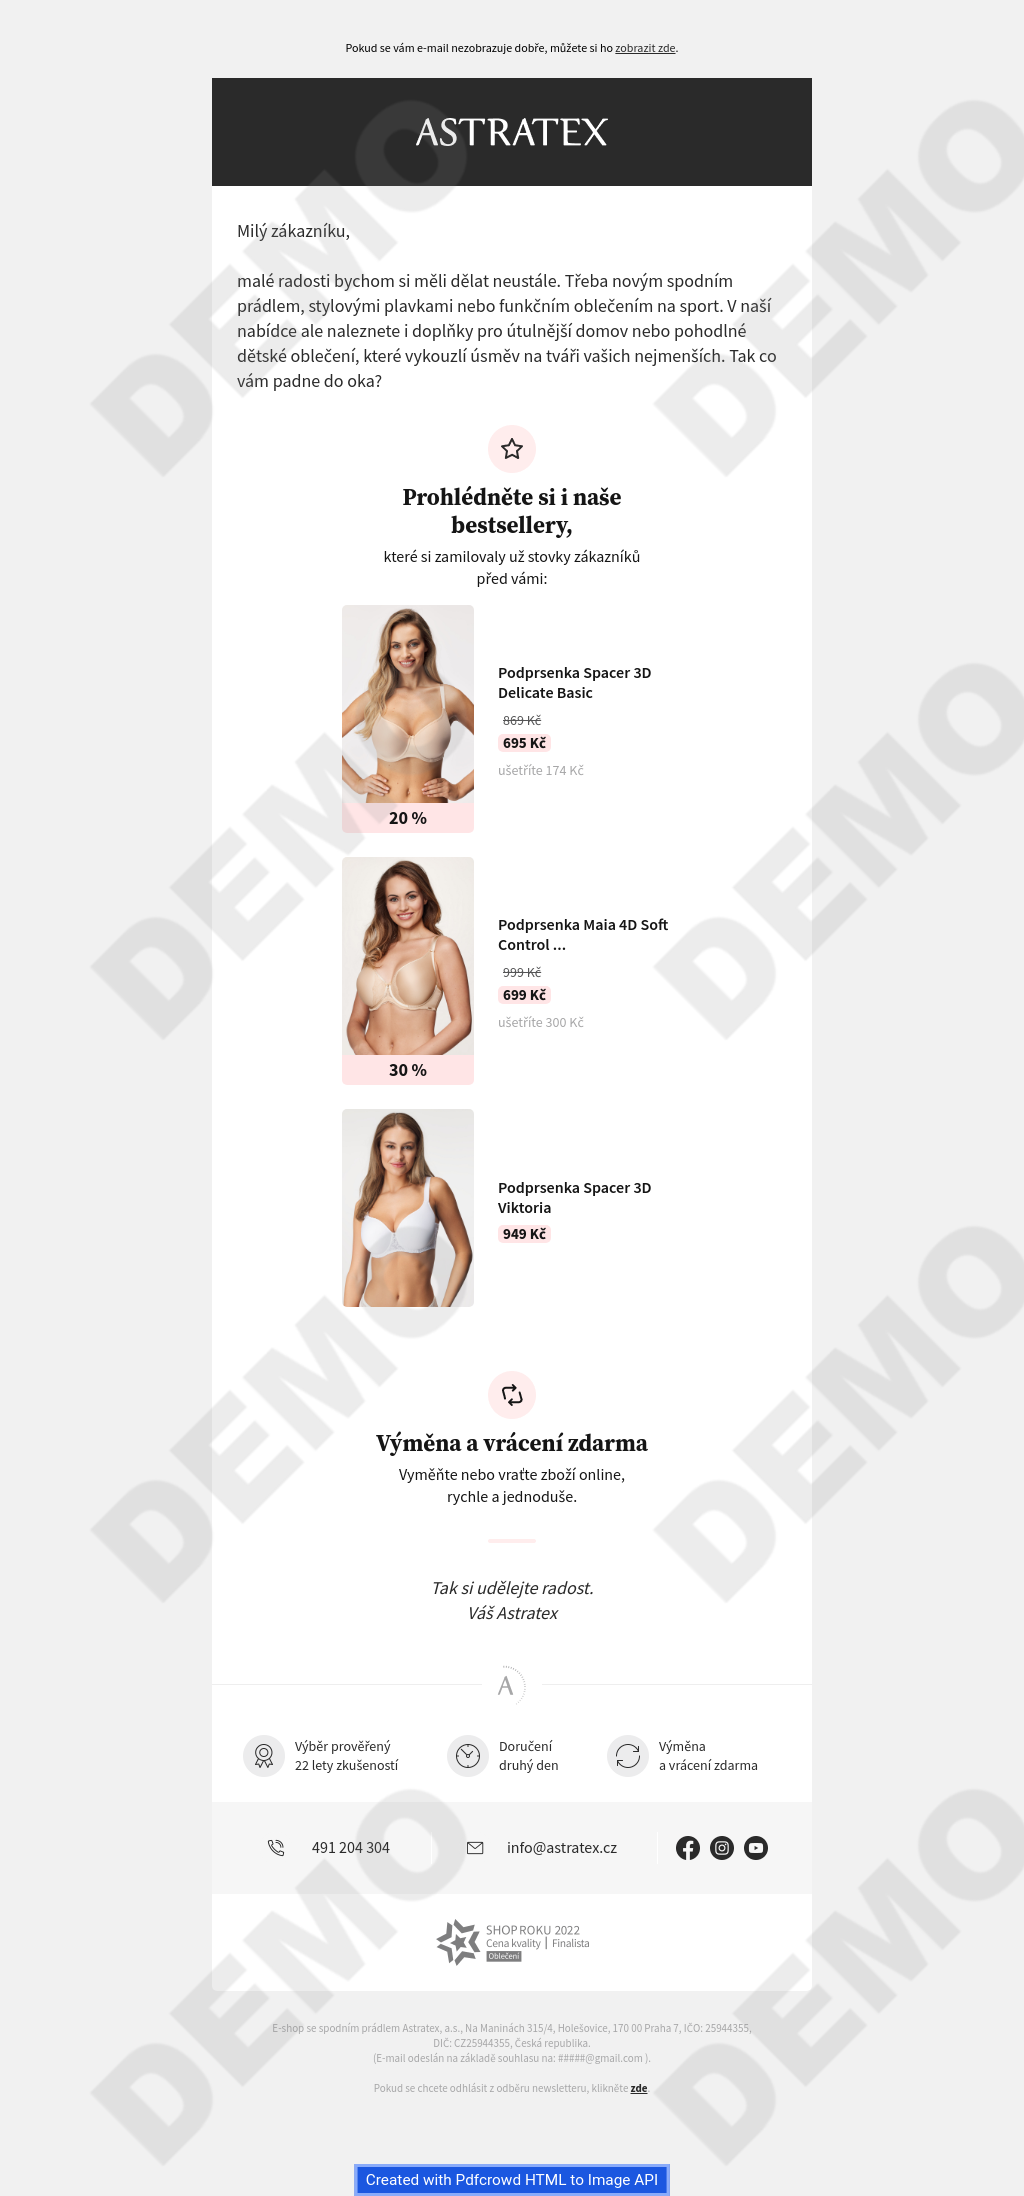 Pokud se vám e-mail nezobrazuje dobře, můžete si ho zobrazit zde.
ASTRATEX
Milý zákazníku,
malé radosti bychom si měli dělat neustále. Třeba novým spodním
prádlem, stylovými plavkami nebo funkčním oblečením na sport. V naší
nabídce ale naleznete i doplňky pro útulnější domov nebo pohodlné
dětské oblečení, které vykouzlí úsměv na tváři vašich nejmenších. Tak co
vám padne do oka?
Prohlédněte si i naše
bestsellery,
které si zamilovaly už stovky zákazníků
před vámi:
Podprsenka Spacer 3D
Delicate Basic
869 Kč
695 Kč
ušetříte 174 Kč
20 %
Podprsenka Maia 4D Soft
Control ...
999 Kč
699 Kč
ušetříte 300 Kč
30 %
Podprsenka Spacer 3D
Viktoria
949 Kč
Výměna a vrácení zdarma
Vyměňte nebo vraťte zboží online,
rychle a jednoduše.
Tak si udělejte radost.
Váš Astratex
A
Výběr prověřený
22 lety zkušeností
Doručení
druhý den
Výměna
a vrácení zdarma
491 204 304
info@astratex.cz
SHOP ROKU 2022
Cena kvality | Finalista
Oblečení
E-shop se spodním prádlem Astratex, a.s., Na Maninách 315/4, Holešovice, 170 00 Praha 7, IČO: 25944355,
DIČ: CZ25944355, Česká republika.
(E-mail odeslán na základě souhlasu na: #####@gmail.com ).
Pokud se chcete odhlásit z odběru newsletteru, klikněte zde.
DEMO
DEMO
DEMO
DEMO
DEMO
DEMO
DEMO
DEMO
Created with Pdfcrowd HTML to Image API